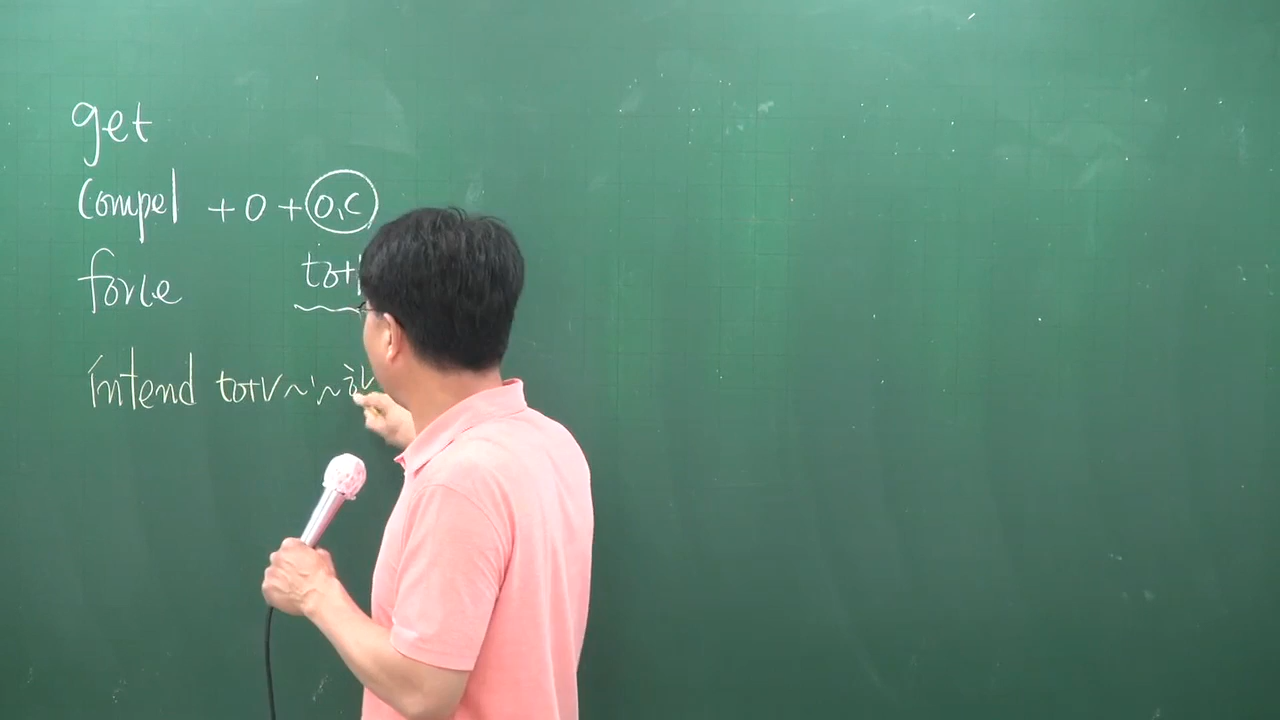 get
compel + O + O.C
force to+
intend to+V ~